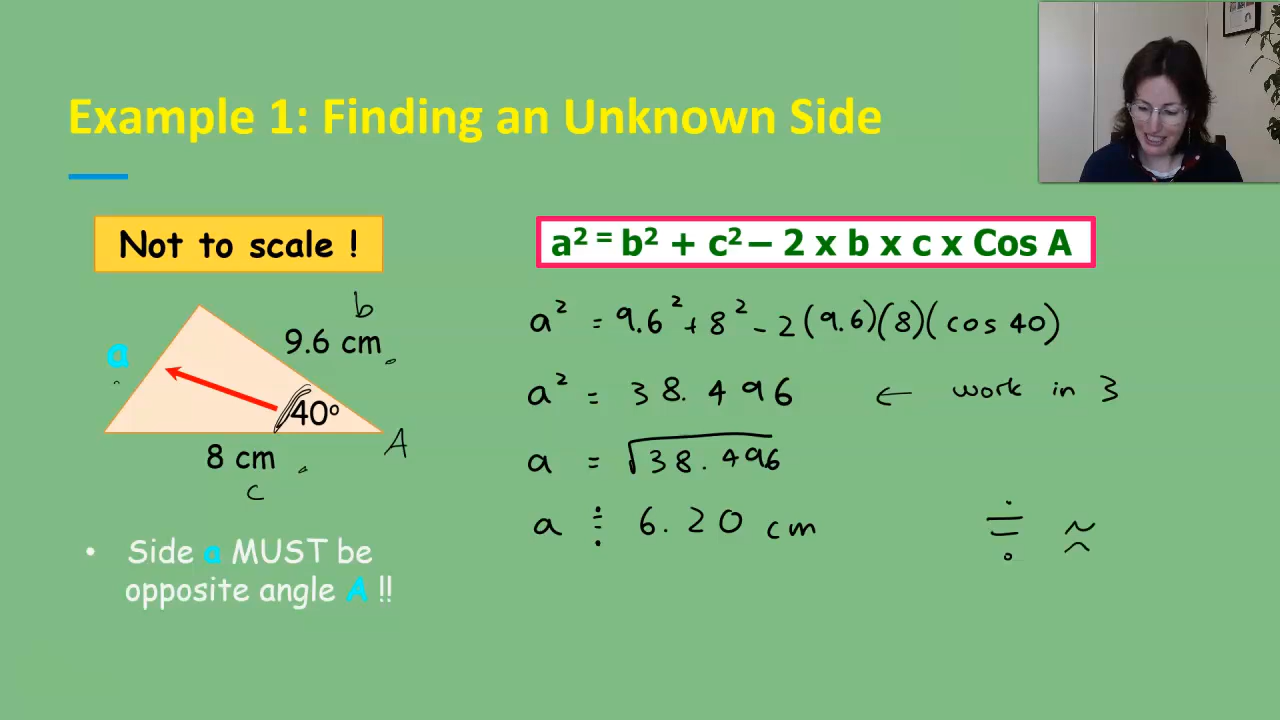 Example 1: Finding an Unknown Side
Not to scale !
a² = b² + c² – 2 x b x c x Cos A
b
9.6 cm
a
40°
A
8 cm
c
a² = 9.6² + 8² - 2(9.6)(8)(cos 40)
a² = 38.496 ← work in 3
a = √38.496
a ≑ 6.20 cm ≑ ≈
• Side a MUST be
opposite angle A !!